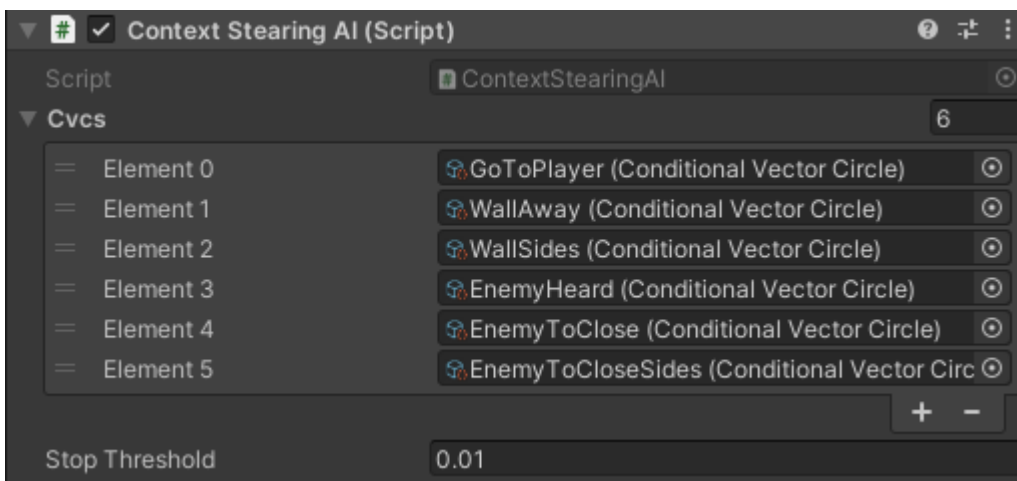 # Context Stearing AI (Script)
Script # ContextStearingAI
Cvcs 6
Element 0 GoToPlayer (Conditional Vector Circle)
Element 1 WallAway (Conditional Vector Circle)
Element 2 WallSides (Conditional Vector Circle)
Element 3 EnemyHeard (Conditional Vector Circle)
Element 4 EnemyToClose (Conditional Vector Circle)
Element 5 EnemyToCloseSides (Conditional Vector Circ
+ −
Stop Threshold 0.01